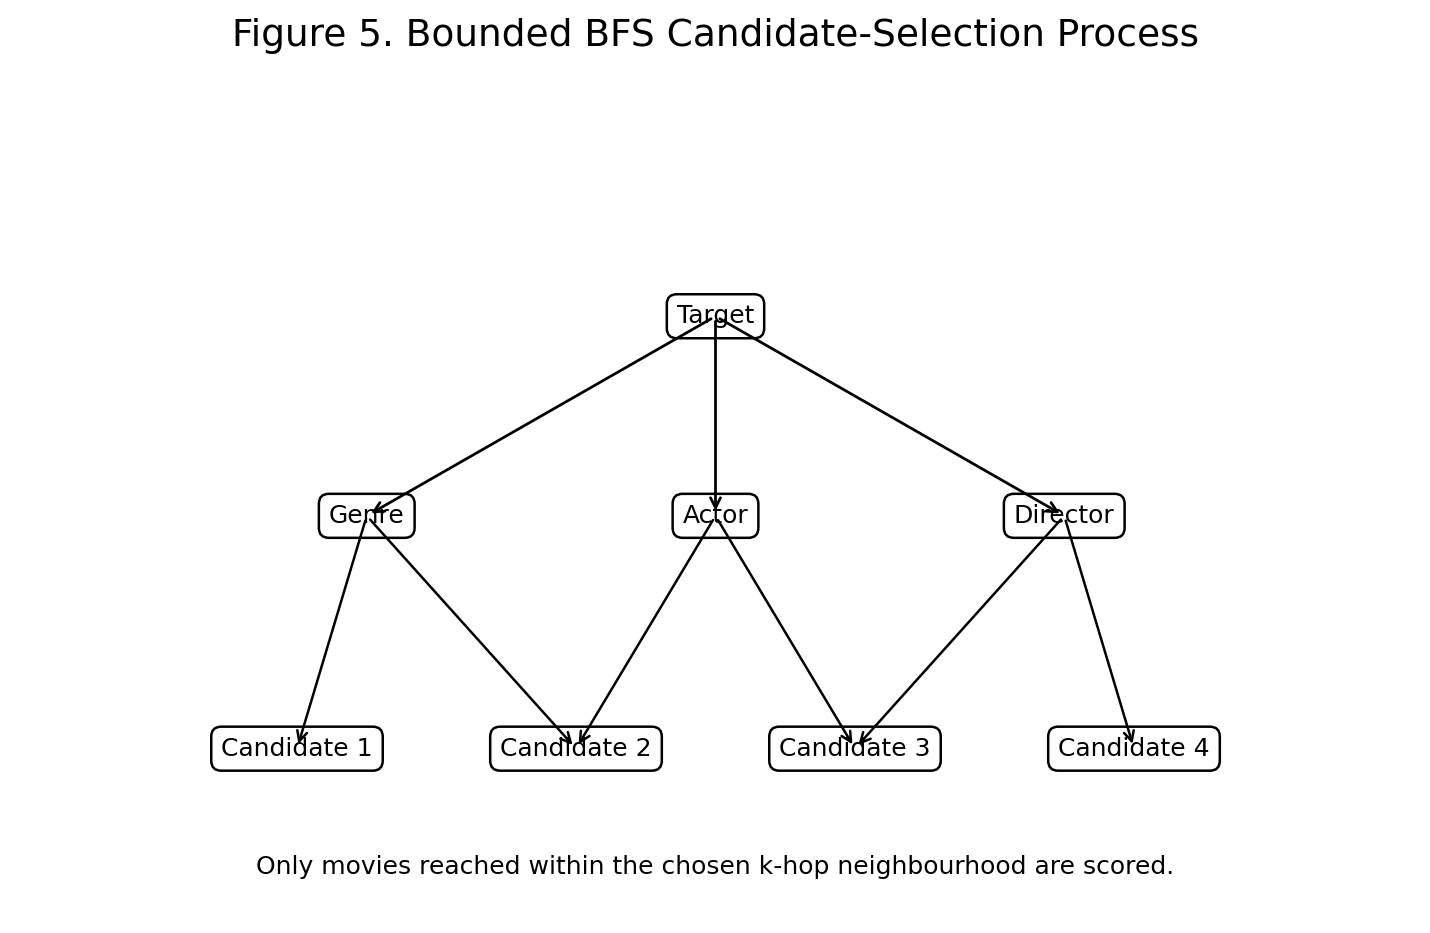 Figure 5. Bounded BFS Candidate-Selection Process
Target
Genre
Actor
Director
Candidate 1
Candidate 2
Candidate 3
Candidate 4
Only movies reached within the chosen k-hop neighbourhood are scored.